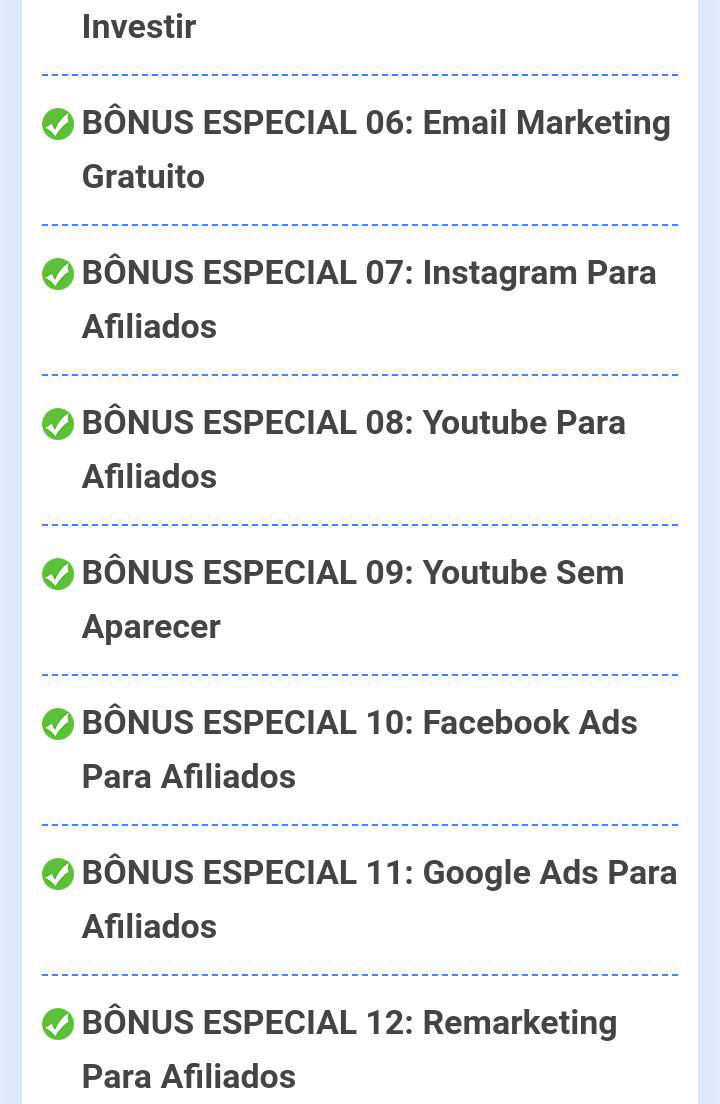 Investir
BÔNUS ESPECIAL 06: Email Marketing
Gratuito
BÔNUS ESPECIAL 07: Instagram Para
Afiliados
BÔNUS ESPECIAL 08: Youtube Para
Afiliados
BÔNUS ESPECIAL 09: Youtube Sem
Aparecer
BÔNUS ESPECIAL 10: Facebook Ads
Para Afiliados
BÔNUS ESPECIAL 11: Google Ads Para
Afiliados
BÔNUS ESPECIAL 12: Remarketing
Para Afiliados